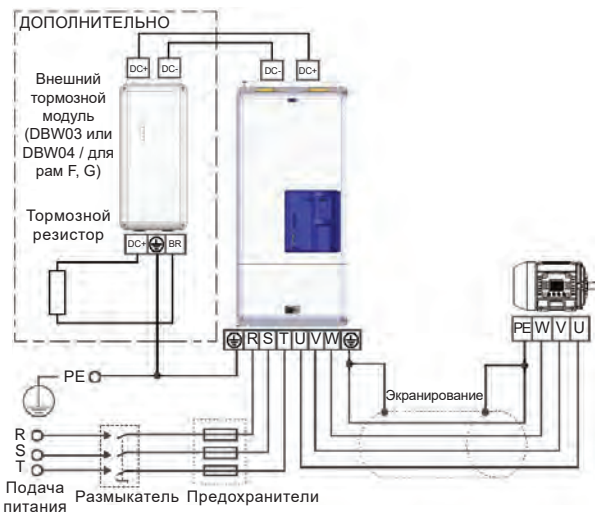 ДОПОЛНИТЕЛЬНО
DC+ DC- DC- DC+
Внешний
тормозной
модуль
(DBW03 или
DBW04 / для
рам F, G)
Тормозной
резистор
DC+ BR
R S T U V W
PE W V U
PE
Экранирование
R
S
T
Подача
питания
Размыкатель
Предохранители